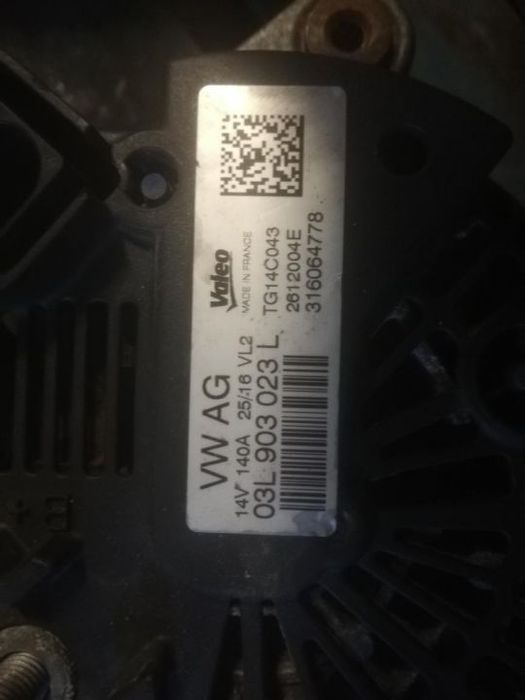 VW AG
14V 140A 25/16 VL2
03L 903 023 L
Valeo
MADE IN FRANCE
TG14C043
2612004E
316064778
B+